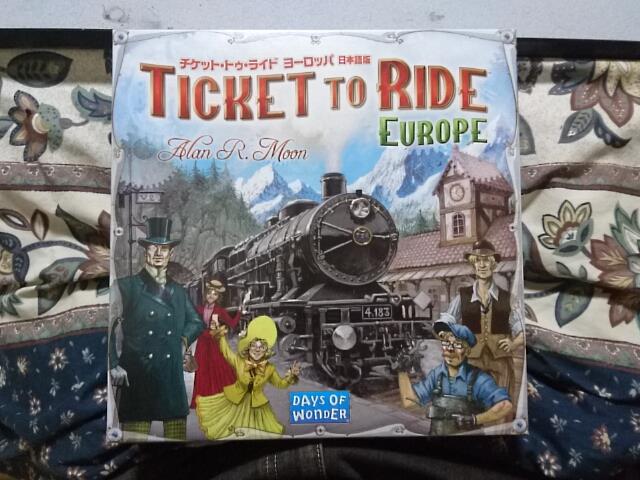 チケット・トゥ・ライド ヨーロッパ 日本語版
TICKET TO RIDE
EUROPE
Alan R. Moon
4.183
DAYS OF
WONDER